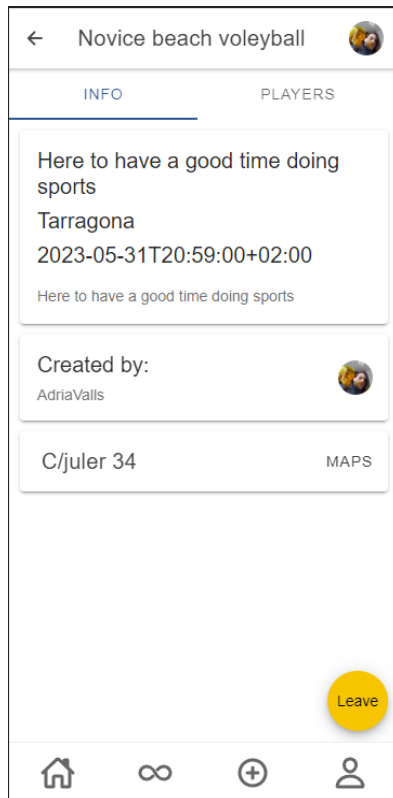 Novice beach voleyball
INFO
PLAYERS
Here to have a good time doing
sports
Tarragona
2023-05-31T20:59:00+02:00
Here to have a good time doing sports
Created by:
AdriaValls
C/juler 34
MAPS
Leave